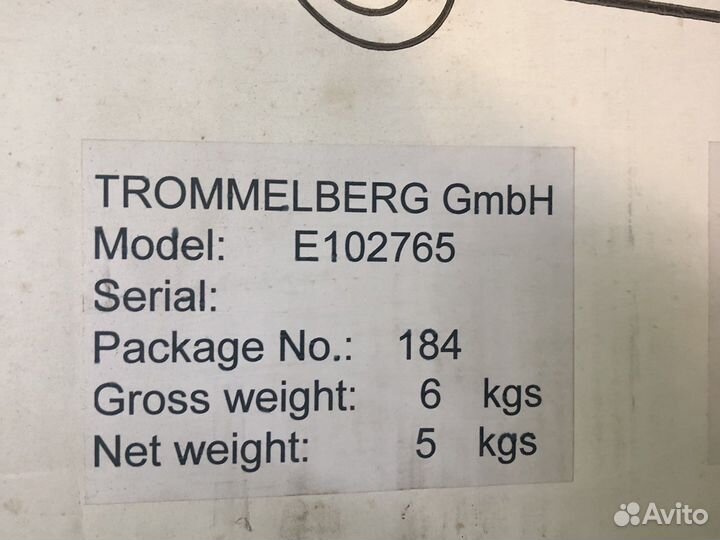 TROMMELBERG GmbH
Model: E102765
Serial:
Package No.: 184
Gross weight: 6 kgs
Net weight: 5 kgs
Avito